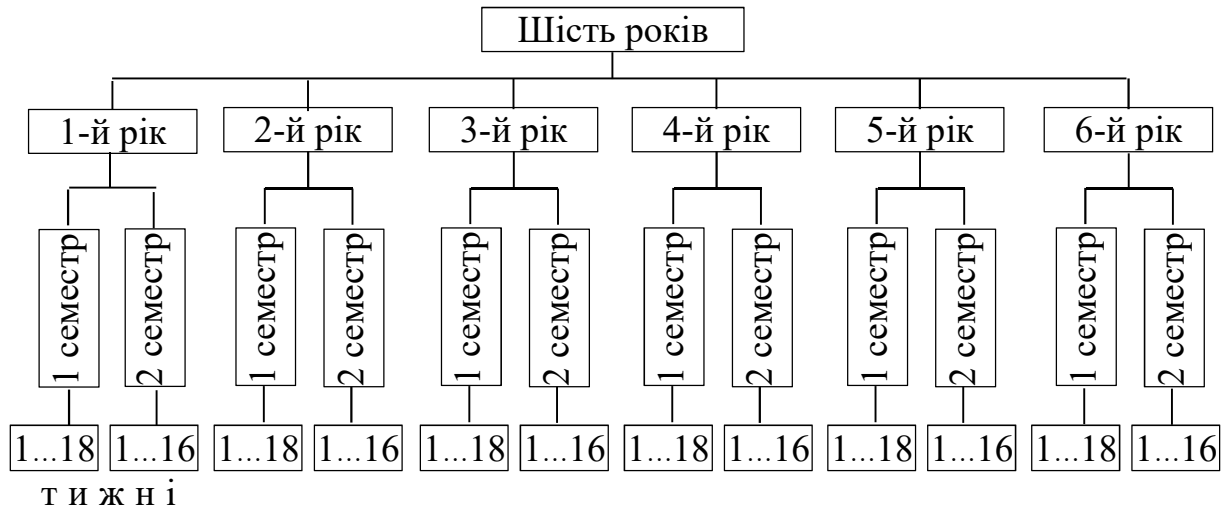 Шість років
1-й рік 2-й рік 3-й рік 4-й рік 5-й рік 6-й рік
1 семестр 2 семестр 1 семестр 2 семестр 1 семестр 2 семестр 1 семестр 2 семестр 1 семестр 2 семестр 1 семестр 2 семестр
1...18 1...16 1...18 1...16 1...18 1...16 1...18 1...16 1...18 1...16 1...18 1...16
т и ж н і